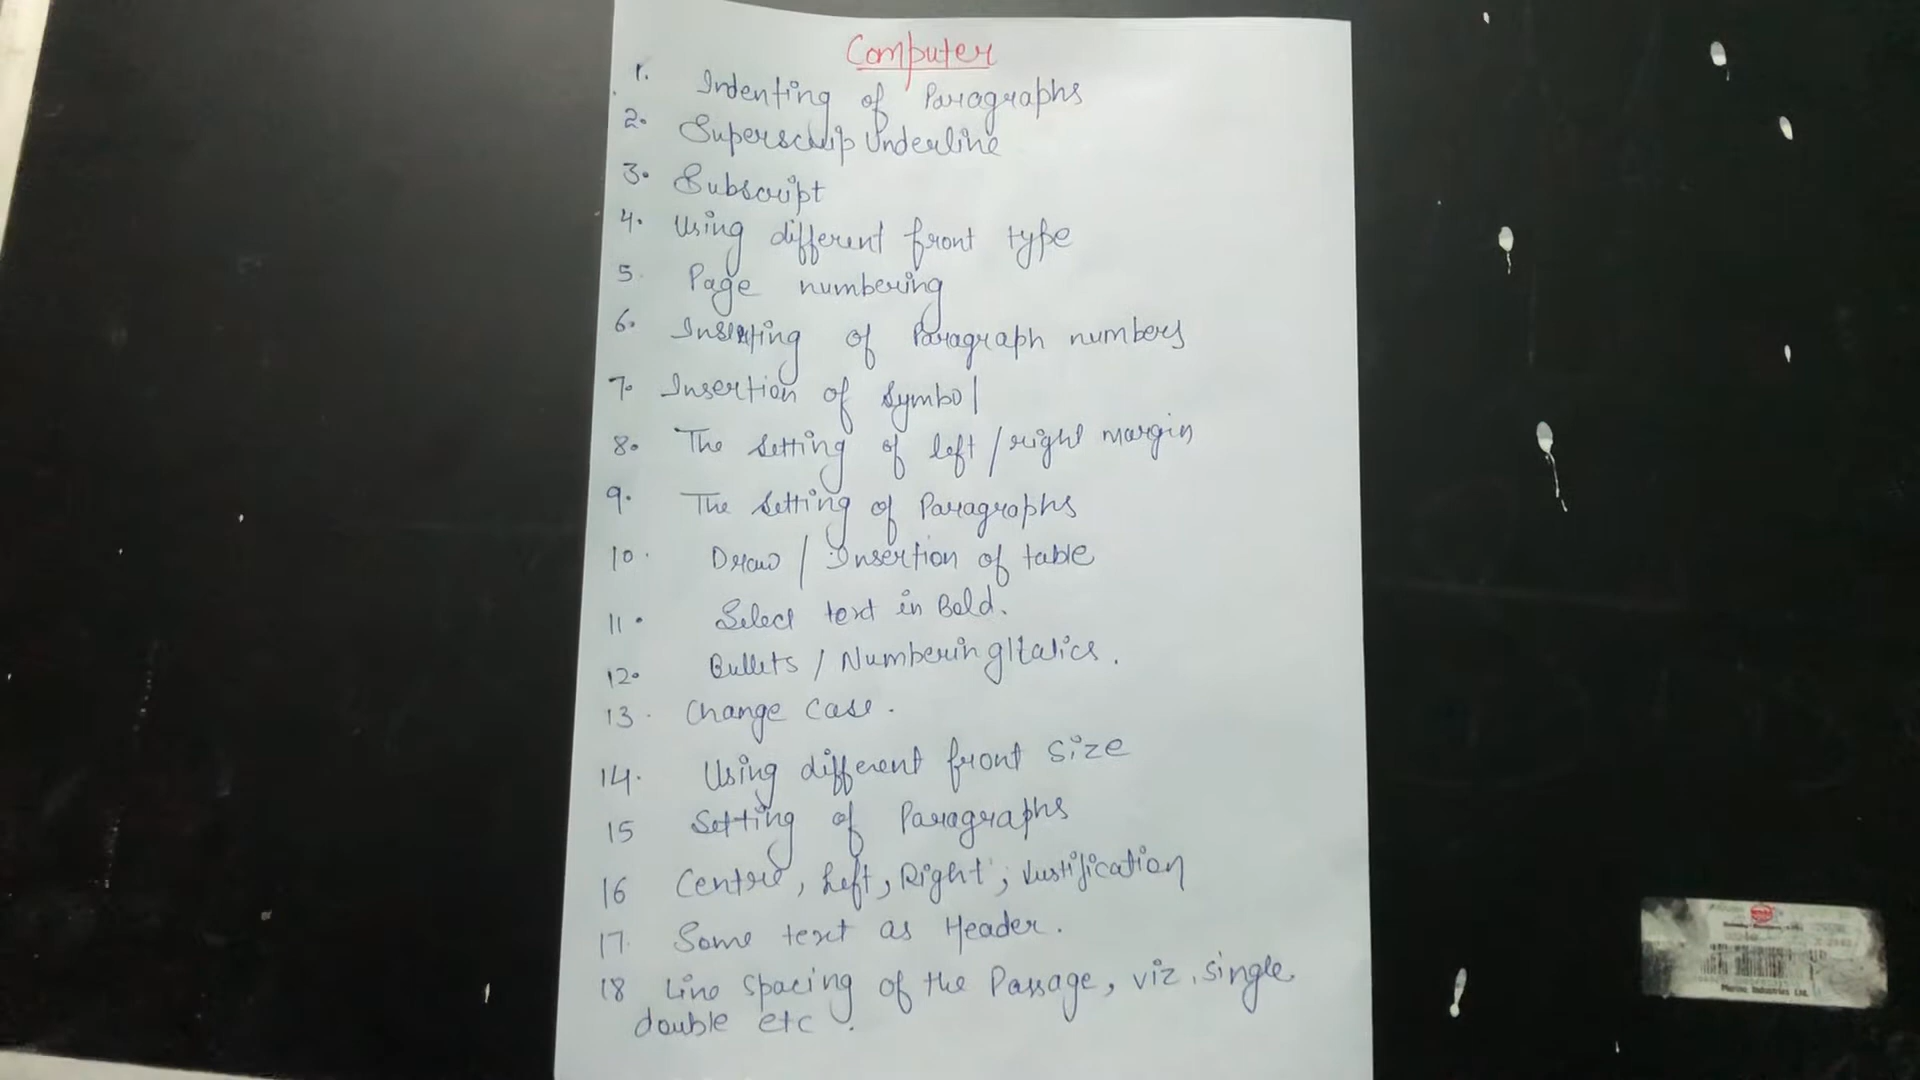 Computer
1. Indenting of Paragraphs
2. Superscrip Underline
3. Subscript
4. Using different front type
5. Page numbering
6. Inserting of Paragraph numbers
7. Insertion of symbol
8. The setting of left / right margin
9. The setting of Paragraphs
10. Draw / Insertion of table
11. Select text in Bold.
12. Bullets / Numbering/Italics.
13. Change Case.
14. Using different front size
15 Setting of Paragraphs
16 Centre, Left, Right, Justification
17. Some text as Header.
18 Line spacing of the Passage, viz. single
double etc.